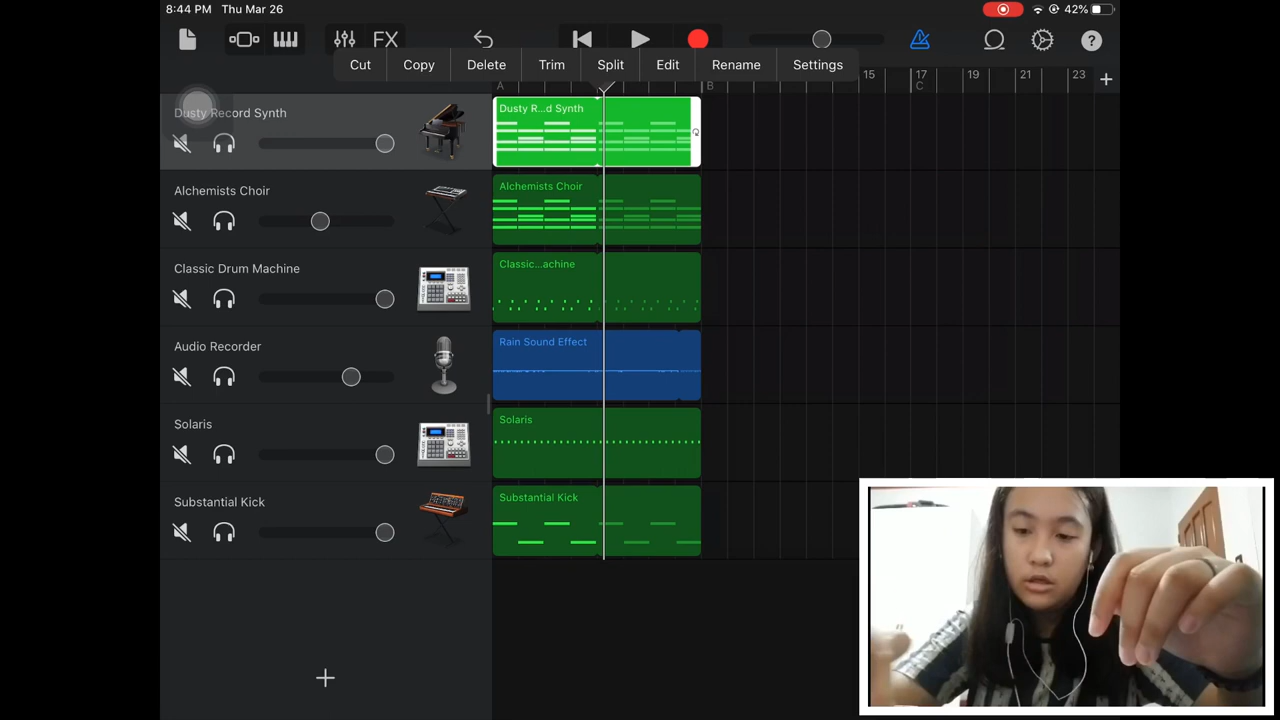 8:44 PM Thu Mar 26 42%
FX
Cut Copy Delete Trim Split Edit Rename Settings
A B 15 17 19 21 23
C
Dusty Record Synth
Dusty R...d Synth
Alchemists Choir
Alchemists Choir
Classic Drum Machine
Classic...achine
Audio Recorder
Rain Sound Effect
Solaris
Solaris
Substantial Kick
Substantial Kick